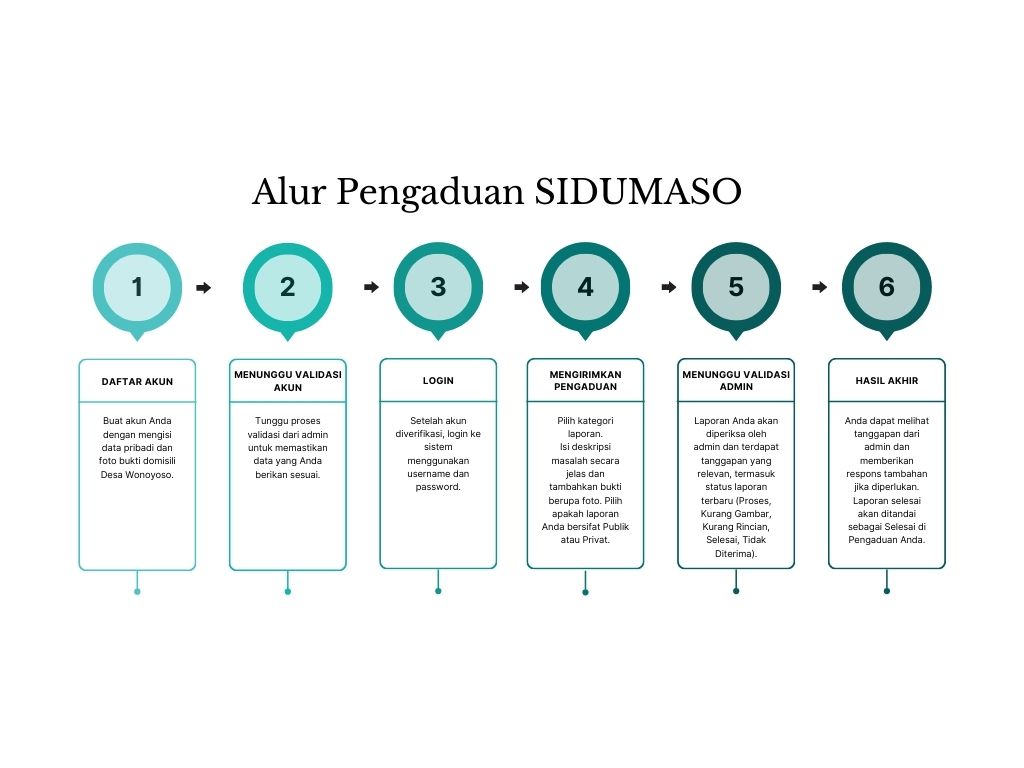 Alur Pengaduan SIDUMASO
1
2
3
4
5
6
DAFTAR AKUN
Buat akun Anda
dengan mengisi
data pribadi dan
foto bukti domisili
Desa Wonoyoso.
MENUNGGU VALIDASI
AKUN
Tunggu proses
validasi dari admin
untuk memastikan
data yang Anda
berikan sesuai.
LOGIN
Setelah akun
diverifikasi, login ke
sistem
menggunakan
username dan
password.
MENGIRIMKAN
PENGADUAN
Pilih kategori
laporan.
Isi deskripsi
masalah secara
jelas dan
tambahkan bukti
berupa foto. Pilih
apakah laporan
Anda bersifat Publik
atau Privat.
MENUNGGU VALIDASI
ADMIN
Laporan Anda akan
diperiksa oleh
admin dan terdapat
tanggapan yang
relevan, termasuk
status laporan
terbaru (Proses,
Kurang Gambar,
Kurang Rincian,
Selesai, Tidak
Diterima).
HASIL AKHIR
Anda dapat melihat
tanggapan dari
admin dan
memberikan
respons tambahan
jika diperlukan.
Laporan selesai
akan ditandai
sebagai Selesai di
Pengaduan Anda.